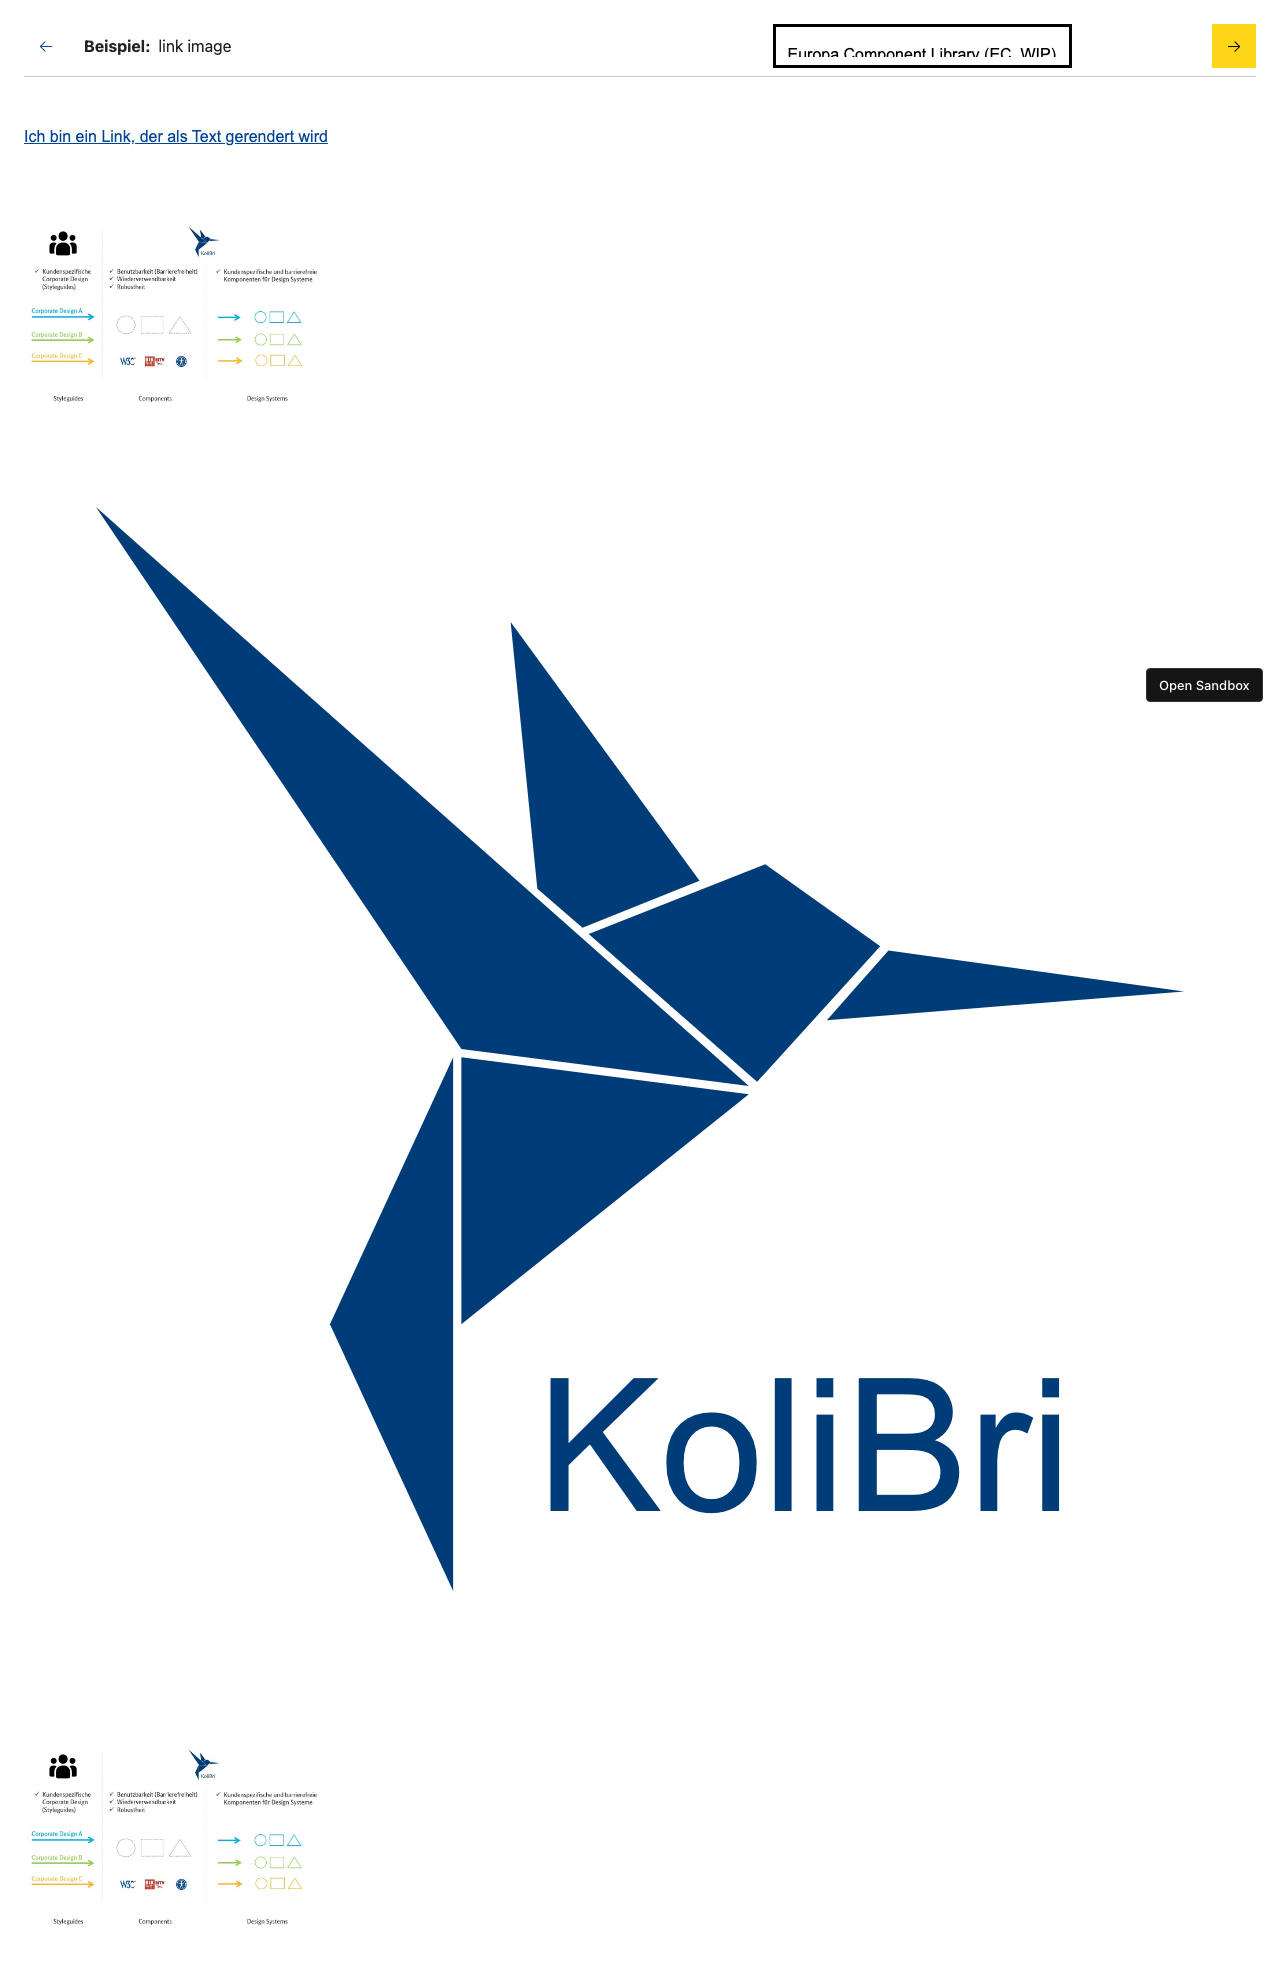 Beispiel: link image
Europa Component Library (EC, WIP)
Ich bin ein Link, der als Text gerendert wird
KoliBri
✓ Kundenspezifische
Corporate Design
(Styleguides)
✓ Benutzbarkeit (Barrierefreiheit)
✓ Wiederverwendbarkeit
✓ Robustheit
✓ Kundenspezifische und barrierefreie
Komponenten für Design Systeme
Corporate Design A
Corporate Design B
Corporate Design C
W3C
Styleguides
Components
Design Systems
Open Sandbox
KoliBri
KoliBri
✓ Kundenspezifische
Corporate Design
(Styleguides)
✓ Benutzbarkeit (Barrierefreiheit)
✓ Wiederverwendbarkeit
✓ Robustheit
✓ Kundenspezifische und barrierefreie
Komponenten für Design Systeme
Corporate Design A
Corporate Design B
Corporate Design C
W3C
Styleguides
Components
Design Systems